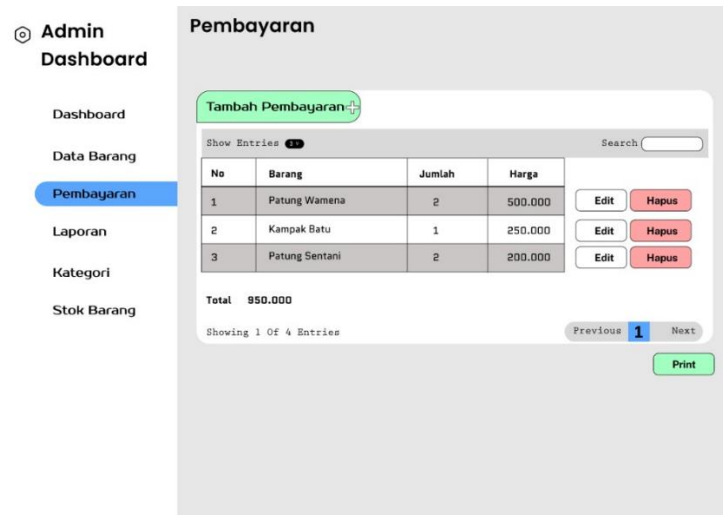 Admin
Dashboard
Dashboard
Data Barang
Pembayaran
Laporan
Kategori
Stok Barang
Pembayaran
Tambah Pembayaran
Show Entries
Search
No Barang Jumlah Harga
1 Patung Wamena 2 500.000 Edit Hapus
2 Kampak Batu 1 250.000 Edit Hapus
3 Patung Sentani 2 200.000 Edit Hapus
Total 950.000
Showing 1 Of 4 Entries
Previous 1 Next
Print